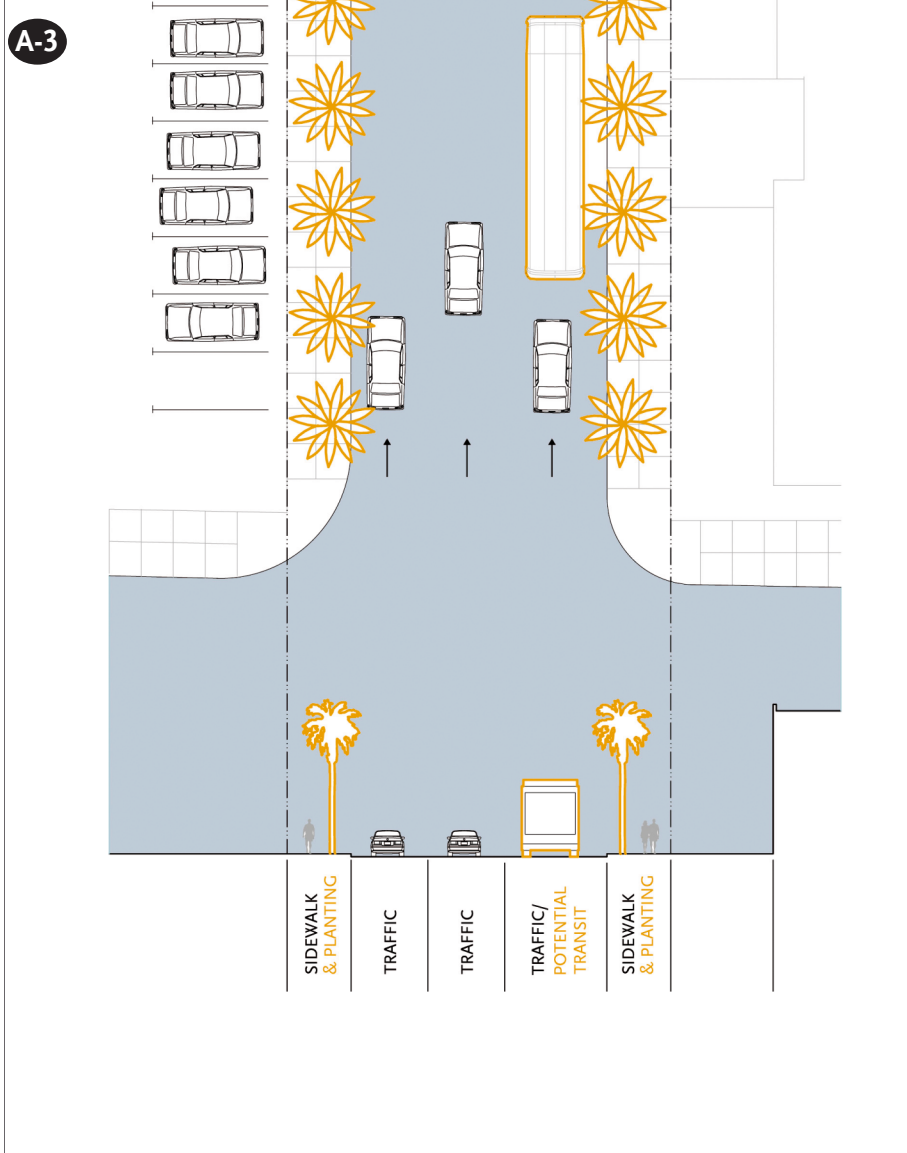 A-3
SIDEWALK
& PLANTING
TRAFFIC
TRAFFIC
TRAFFIC/
POTENTIAL
TRANSIT
SIDEWALK
& PLANTING